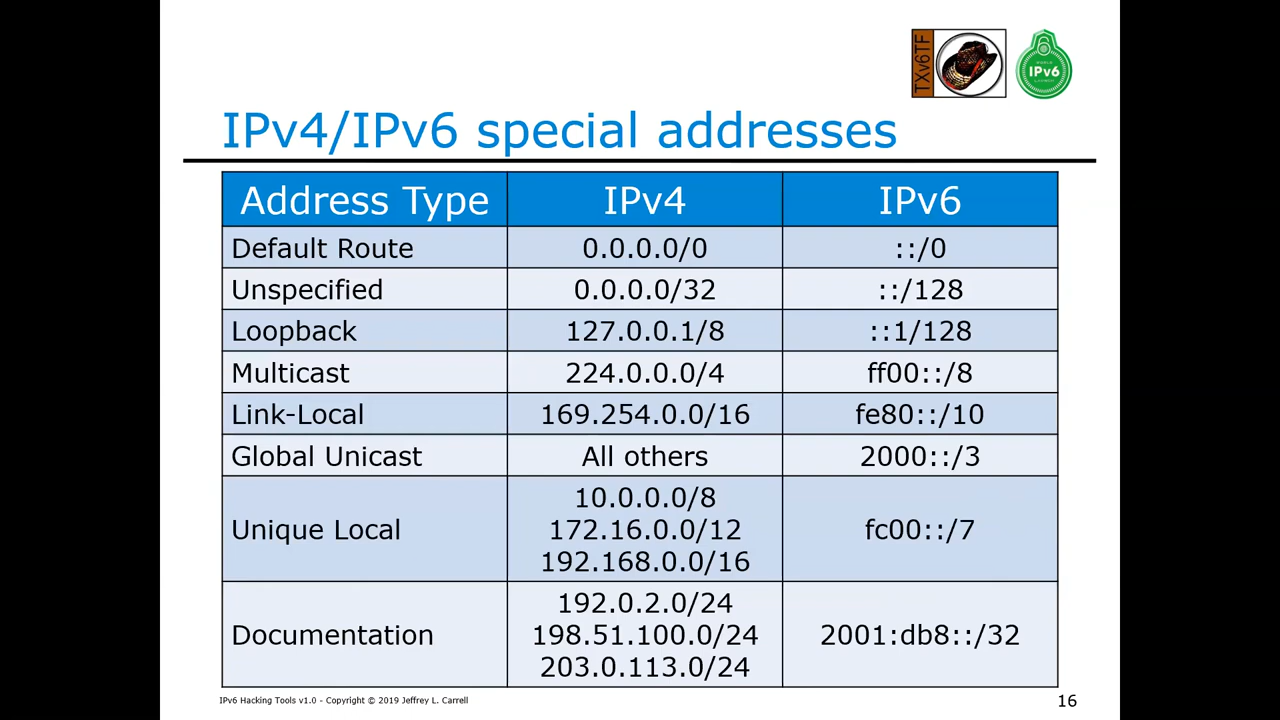 TXv6TF
WORLD
IPv6
LAUNCH
IPv4/IPv6 special addresses
Address Type IPv4 IPv6
Default Route 0.0.0.0/0 ::/0
Unspecified 0.0.0.0/32 ::/128
Loopback 127.0.0.1/8 ::1/128
Multicast 224.0.0.0/4 ff00::/8
Link-Local 169.254.0.0/16 fe80::/10
Global Unicast All others 2000::/3
Unique Local 10.0.0.0/8
172.16.0.0/12
192.168.0.0/16 fc00::/7
Documentation 192.0.2.0/24
198.51.100.0/24
203.0.113.0/24 2001:db8::/32
IPv6 Hacking Tools v1.0 - Copyright © 2019 Jeffrey L. Carrell
16